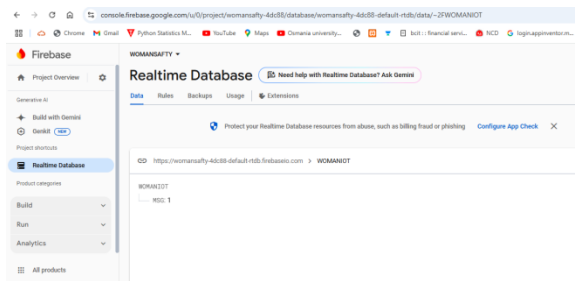 console.firebase.google.com/u/0/project/womansafty-4dc88/database/womansafty-4dc88-default-rtdb/data/~2FWOMANIOT
Chrome Gmail Python Statistics M... YouTube Maps Osmania university... bcit :: financial servi... NCD login.appinventor.m...
Firebase
WOMANSAFTY
Project Overview
Realtime Database
Need help with Realtime Database? Ask Gemini
Data Rules Backups Usage Extensions
Generative AI
Build with Gemini
Genkit NEW
Protect your Realtime Database resources from abuse, such as billing fraud or phishing Configure App Check
Project shortcuts
Realtime Database
https://womansafty-4dc88-default-rtdb.firebaseio.com > WOMANIOT
Product categories
WOMANIOT
MSG: 1
Build
Run
Analytics
All products